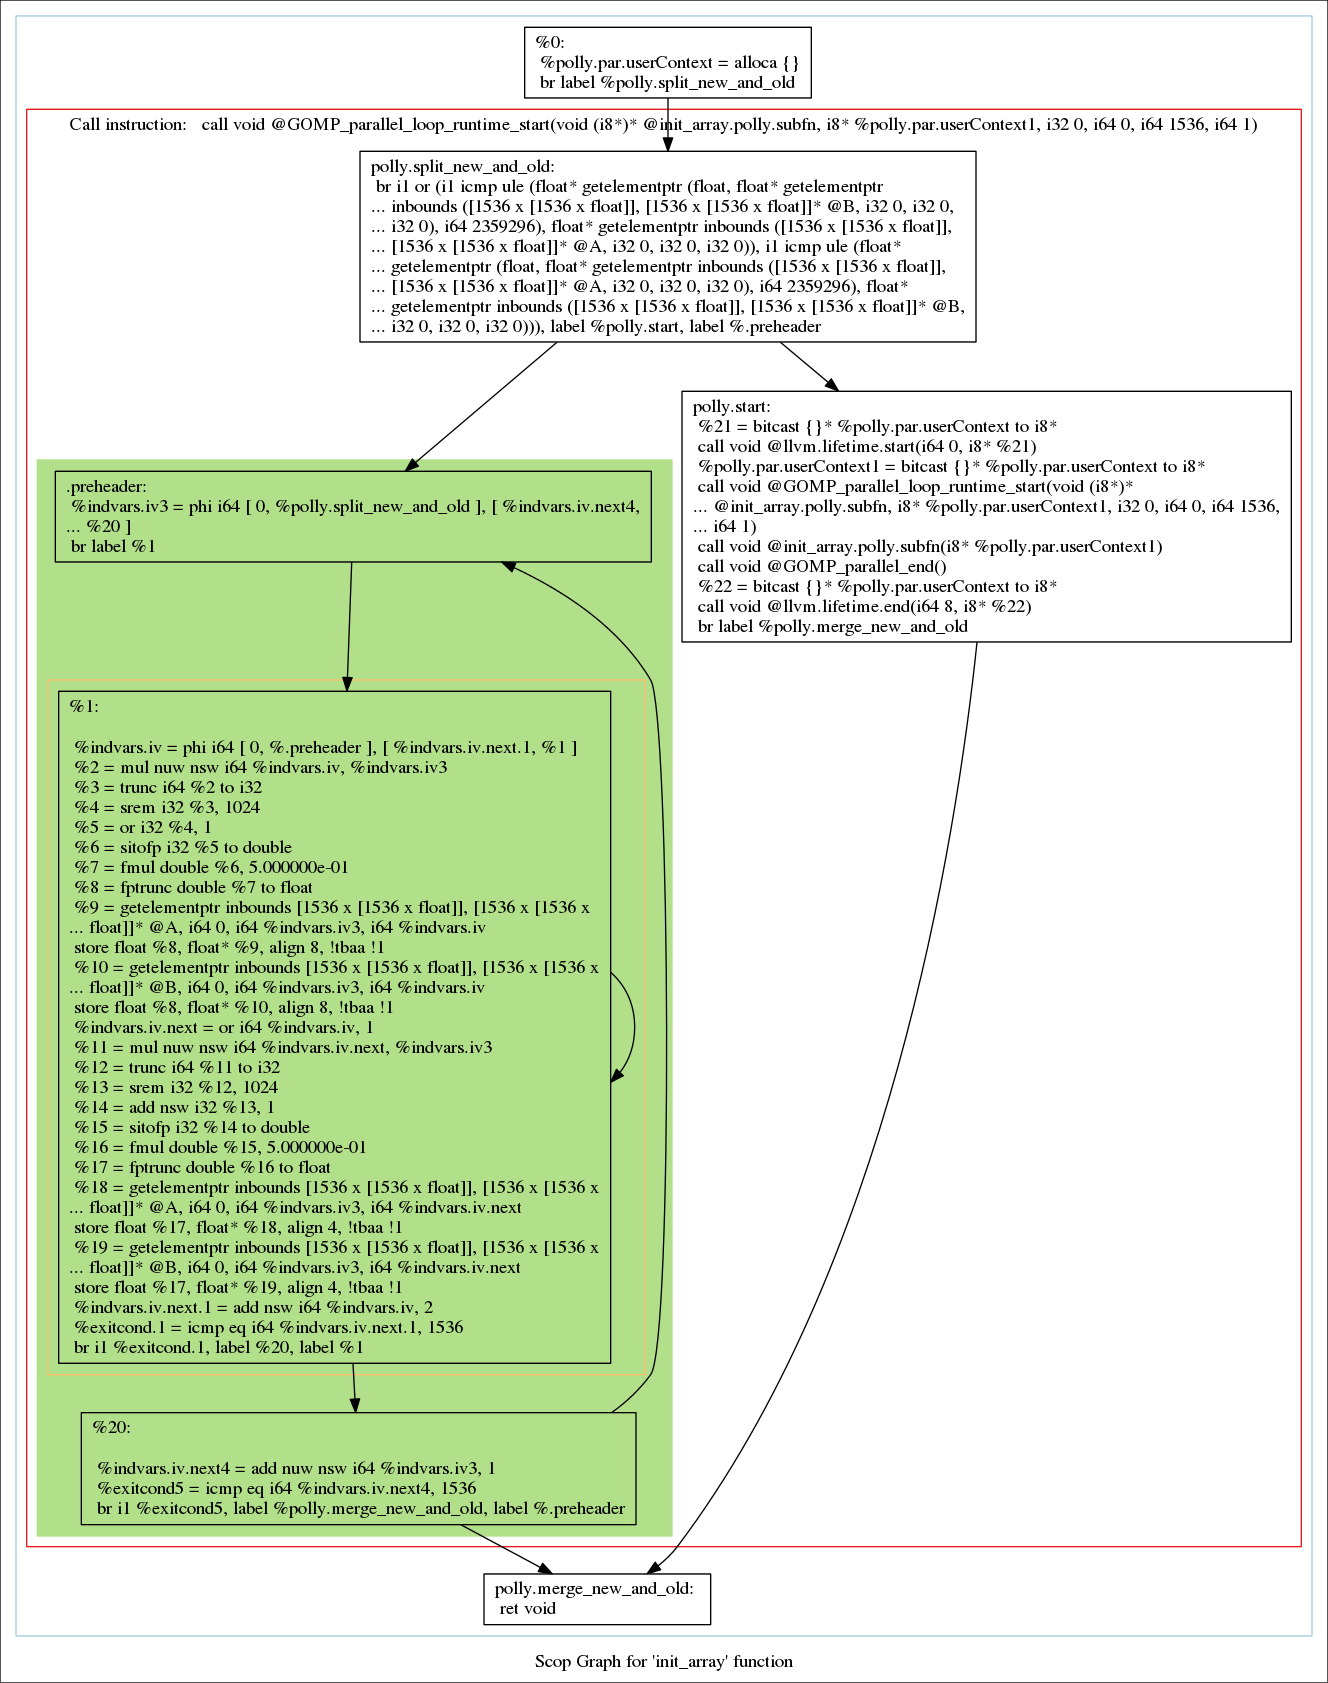 %0:
%polly.par.userContext = alloca {}
br label %polly.split_new_and_old
Call instruction: call void @GOMP_parallel_loop_runtime_start(void (i8*)* @init_array.polly.subfn, i8* %polly.par.userContext1, i32 0, i64 0, i64 1536, i64 1)
polly.split_new_and_old:
br i1 or (i1 icmp ule (float* getelementptr (float, float* getelementptr
... inbounds ([1536 x [1536 x float]], [1536 x [1536 x float]]* @B, i32 0, i32 0,
... i32 0), i64 2359296), float* getelementptr inbounds ([1536 x [1536 x float]],
... [1536 x [1536 x float]]* @A, i32 0, i32 0, i32 0)), i1 icmp ule (float*
... getelementptr (float, float* getelementptr inbounds ([1536 x [1536 x float]],
... [1536 x [1536 x float]]* @A, i32 0, i32 0, i32 0), i64 2359296), float*
... getelementptr inbounds ([1536 x [1536 x float]], [1536 x [1536 x float]]* @B,
... i32 0, i32 0, i32 0))), label %polly.start, label %.preheader
polly.start:
%21 = bitcast {}* %polly.par.userContext to i8*
call void @llvm.lifetime.start(i64 0, i8* %21)
%polly.par.userContext1 = bitcast {}* %polly.par.userContext to i8*
call void @GOMP_parallel_loop_runtime_start(void (i8*)*
... @init_array.polly.subfn, i8* %polly.par.userContext1, i32 0, i64 0, i64 1536,
... i64 1)
call void @init_array.polly.subfn(i8* %polly.par.userContext1)
call void @GOMP_parallel_end()
%22 = bitcast {}* %polly.par.userContext to i8*
call void @llvm.lifetime.end(i64 8, i8* %22)
br label %polly.merge_new_and_old
.preheader:
%indvars.iv3 = phi i64 [ 0, %polly.split_new_and_old ], [ %indvars.iv.next4,
... %20 ]
br label %1
%1:
%indvars.iv = phi i64 [ 0, %.preheader ], [ %indvars.iv.next.1, %1 ]
%2 = mul nuw nsw i64 %indvars.iv, %indvars.iv3
%3 = trunc i64 %2 to i32
%4 = srem i32 %3, 1024
%5 = or i32 %4, 1
%6 = sitofp i32 %5 to double
%7 = fmul double %6, 5.000000e-01
%8 = fptrunc double %7 to float
%9 = getelementptr inbounds [1536 x [1536 x float]], [1536 x [1536 x
... float]]* @A, i64 0, i64 %indvars.iv3, i64 %indvars.iv
store float %8, float* %9, align 8, !tbaa !1
%10 = getelementptr inbounds [1536 x [1536 x float]], [1536 x [1536 x
... float]]* @B, i64 0, i64 %indvars.iv3, i64 %indvars.iv
store float %8, float* %10, align 8, !tbaa !1
%indvars.iv.next = or i64 %indvars.iv, 1
%11 = mul nuw nsw i64 %indvars.iv.next, %indvars.iv3
%12 = trunc i64 %11 to i32
%13 = srem i32 %12, 1024
%14 = add nsw i32 %13, 1
%15 = sitofp i32 %14 to double
%16 = fmul double %15, 5.000000e-01
%17 = fptrunc double %16 to float
%18 = getelementptr inbounds [1536 x [1536 x float]], [1536 x [1536 x
... float]]* @A, i64 0, i64 %indvars.iv3, i64 %indvars.iv.next
store float %17, float* %18, align 4, !tbaa !1
%19 = getelementptr inbounds [1536 x [1536 x float]], [1536 x [1536 x
... float]]* @B, i64 0, i64 %indvars.iv3, i64 %indvars.iv.next
store float %17, float* %19, align 4, !tbaa !1
%indvars.iv.next.1 = add nsw i64 %indvars.iv, 2
%exitcond.1 = icmp eq i64 %indvars.iv.next.1, 1536
br i1 %exitcond.1, label %20, label %1
%20:
%indvars.iv.next4 = add nuw nsw i64 %indvars.iv3, 1
%exitcond5 = icmp eq i64 %indvars.iv.next4, 1536
br i1 %exitcond5, label %polly.merge_new_and_old, label %.preheader
polly.merge_new_and_old:
ret void
Scop Graph for 'init_array' function